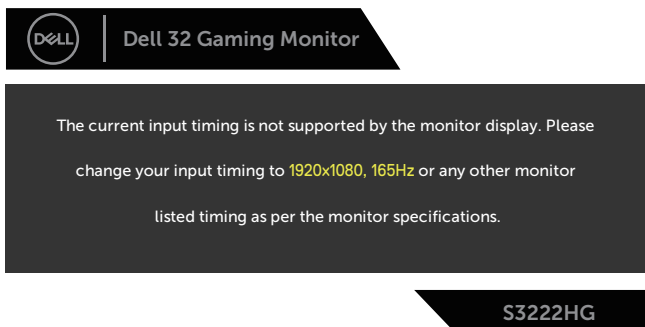 DELL
Dell 32 Gaming Monitor
The current input timing is not supported by the monitor display. Please
change your input timing to 1920x1080, 165Hz or any other monitor
listed timing as per the monitor specifications.
S3222HG